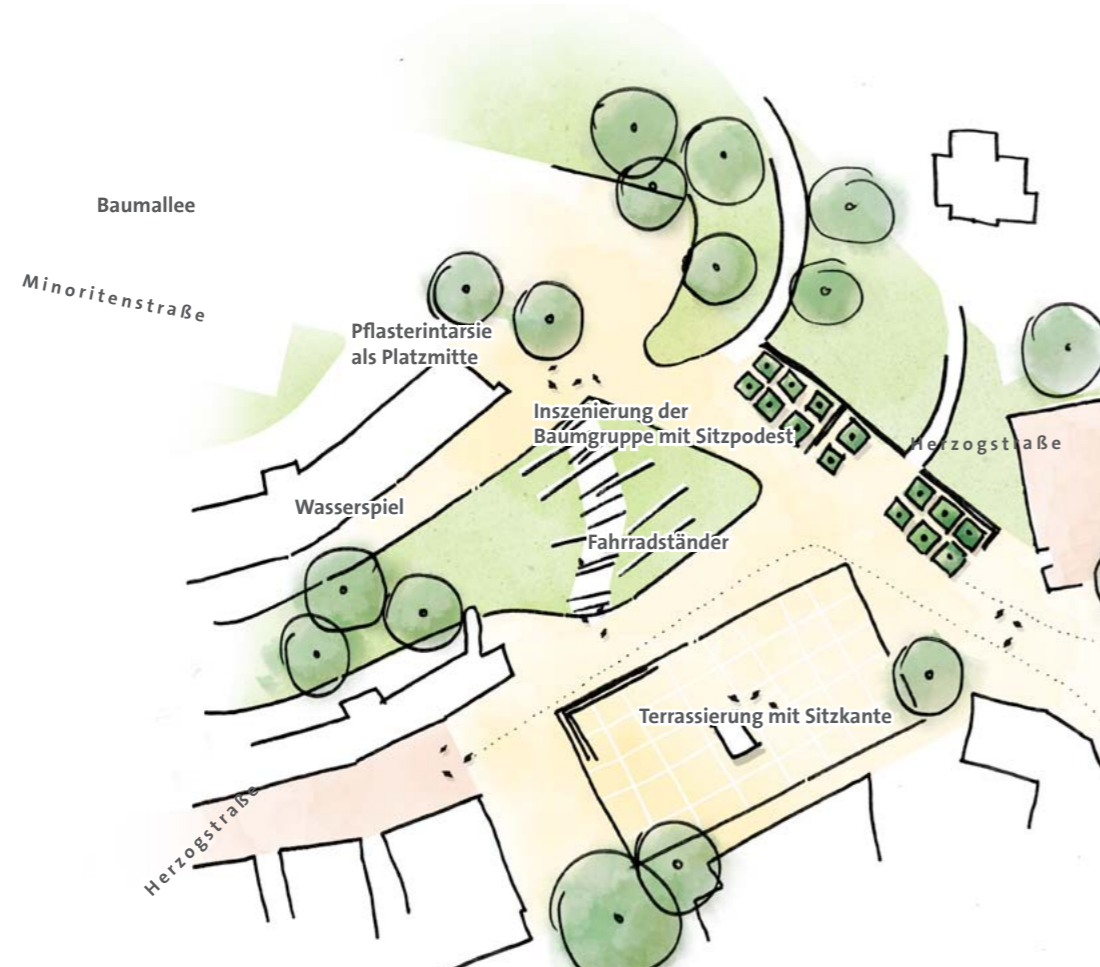 Baumallee
Minoritenstraße
Pflasterintarsie
als Platzmitte
Inszenierung der
Baumgruppe mit Sitzpodest
Herzogstraße
Wasserspiel
Fahrradständer
Terrassierung mit Sitzkante
Herzogstraße